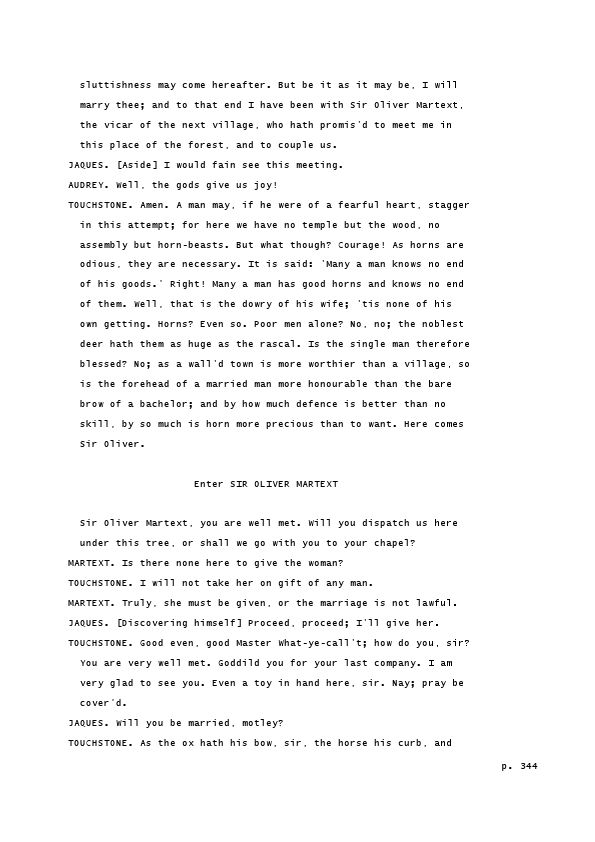 sluttishness may come hereafter. But be it as it may be, I will
marry thee; and to that end I have been with Sir Oliver Martext,
the vicar of the next village, who hath promis'd to meet me in
this place of the forest, and to couple us.
JAQUES. [Aside] I would fain see this meeting.
AUDREY. Well, the gods give us joy!
TOUCHSTONE. Amen. A man may, if he were of a fearful heart, stagger
in this attempt; for here we have no temple but the wood, no
assembly but horn-beasts. But what though? Courage! As horns are
odious, they are necessary. It is said: 'Many a man knows no end
of his goods.' Right! Many a man has good horns and knows no end
of them. Well, that is the dowry of his wife; 'tis none of his
own getting. Horns? Even so. Poor men alone? No, no; the noblest
deer hath them as huge as the rascal. Is the single man therefore
blessed? No; as a wall'd town is more worthier than a village, so
is the forehead of a married man more honourable than the bare
brow of a bachelor; and by how much defence is better than no
skill, by so much is horn more precious than to want. Here comes
Sir Oliver.
Enter SIR OLIVER MARTEXT
Sir Oliver Martext, you are well met. Will you dispatch us here
under this tree, or shall we go with you to your chapel?
MARTEXT. Is there none here to give the woman?
TOUCHSTONE. I will not take her on gift of any man.
MARTEXT. Truly, she must be given, or the marriage is not lawful.
JAQUES. [Discovering himself] Proceed, proceed; I'll give her.
TOUCHSTONE. Good even, good Master What-ye-call't; how do you, sir?
You are very well met. Goddild you for your last company. I am
very glad to see you. Even a toy in hand here, sir. Nay; pray be
cover'd.
JAQUES. Will you be married, motley?
TOUCHSTONE. As the ox hath his bow, sir, the horse his curb, and
p. 344